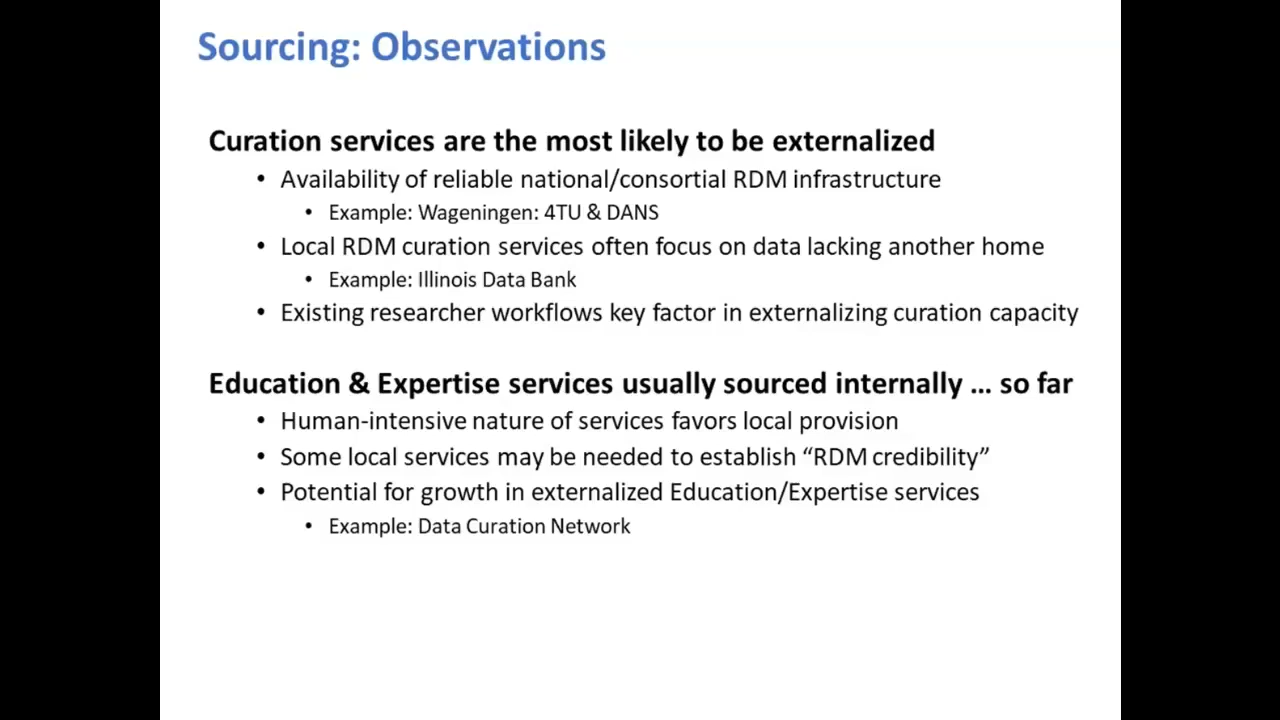 Sourcing: Observations
Curation services are the most likely to be externalized
• Availability of reliable national/consortial RDM infrastructure
• Example: Wageningen: 4TU & DANS
• Local RDM curation services often focus on data lacking another home
• Example: Illinois Data Bank
• Existing researcher workflows key factor in externalizing curation capacity
Education & Expertise services usually sourced internally … so far
• Human-intensive nature of services favors local provision
• Some local services may be needed to establish “RDM credibility”
• Potential for growth in externalized Education/Expertise services
• Example: Data Curation Network